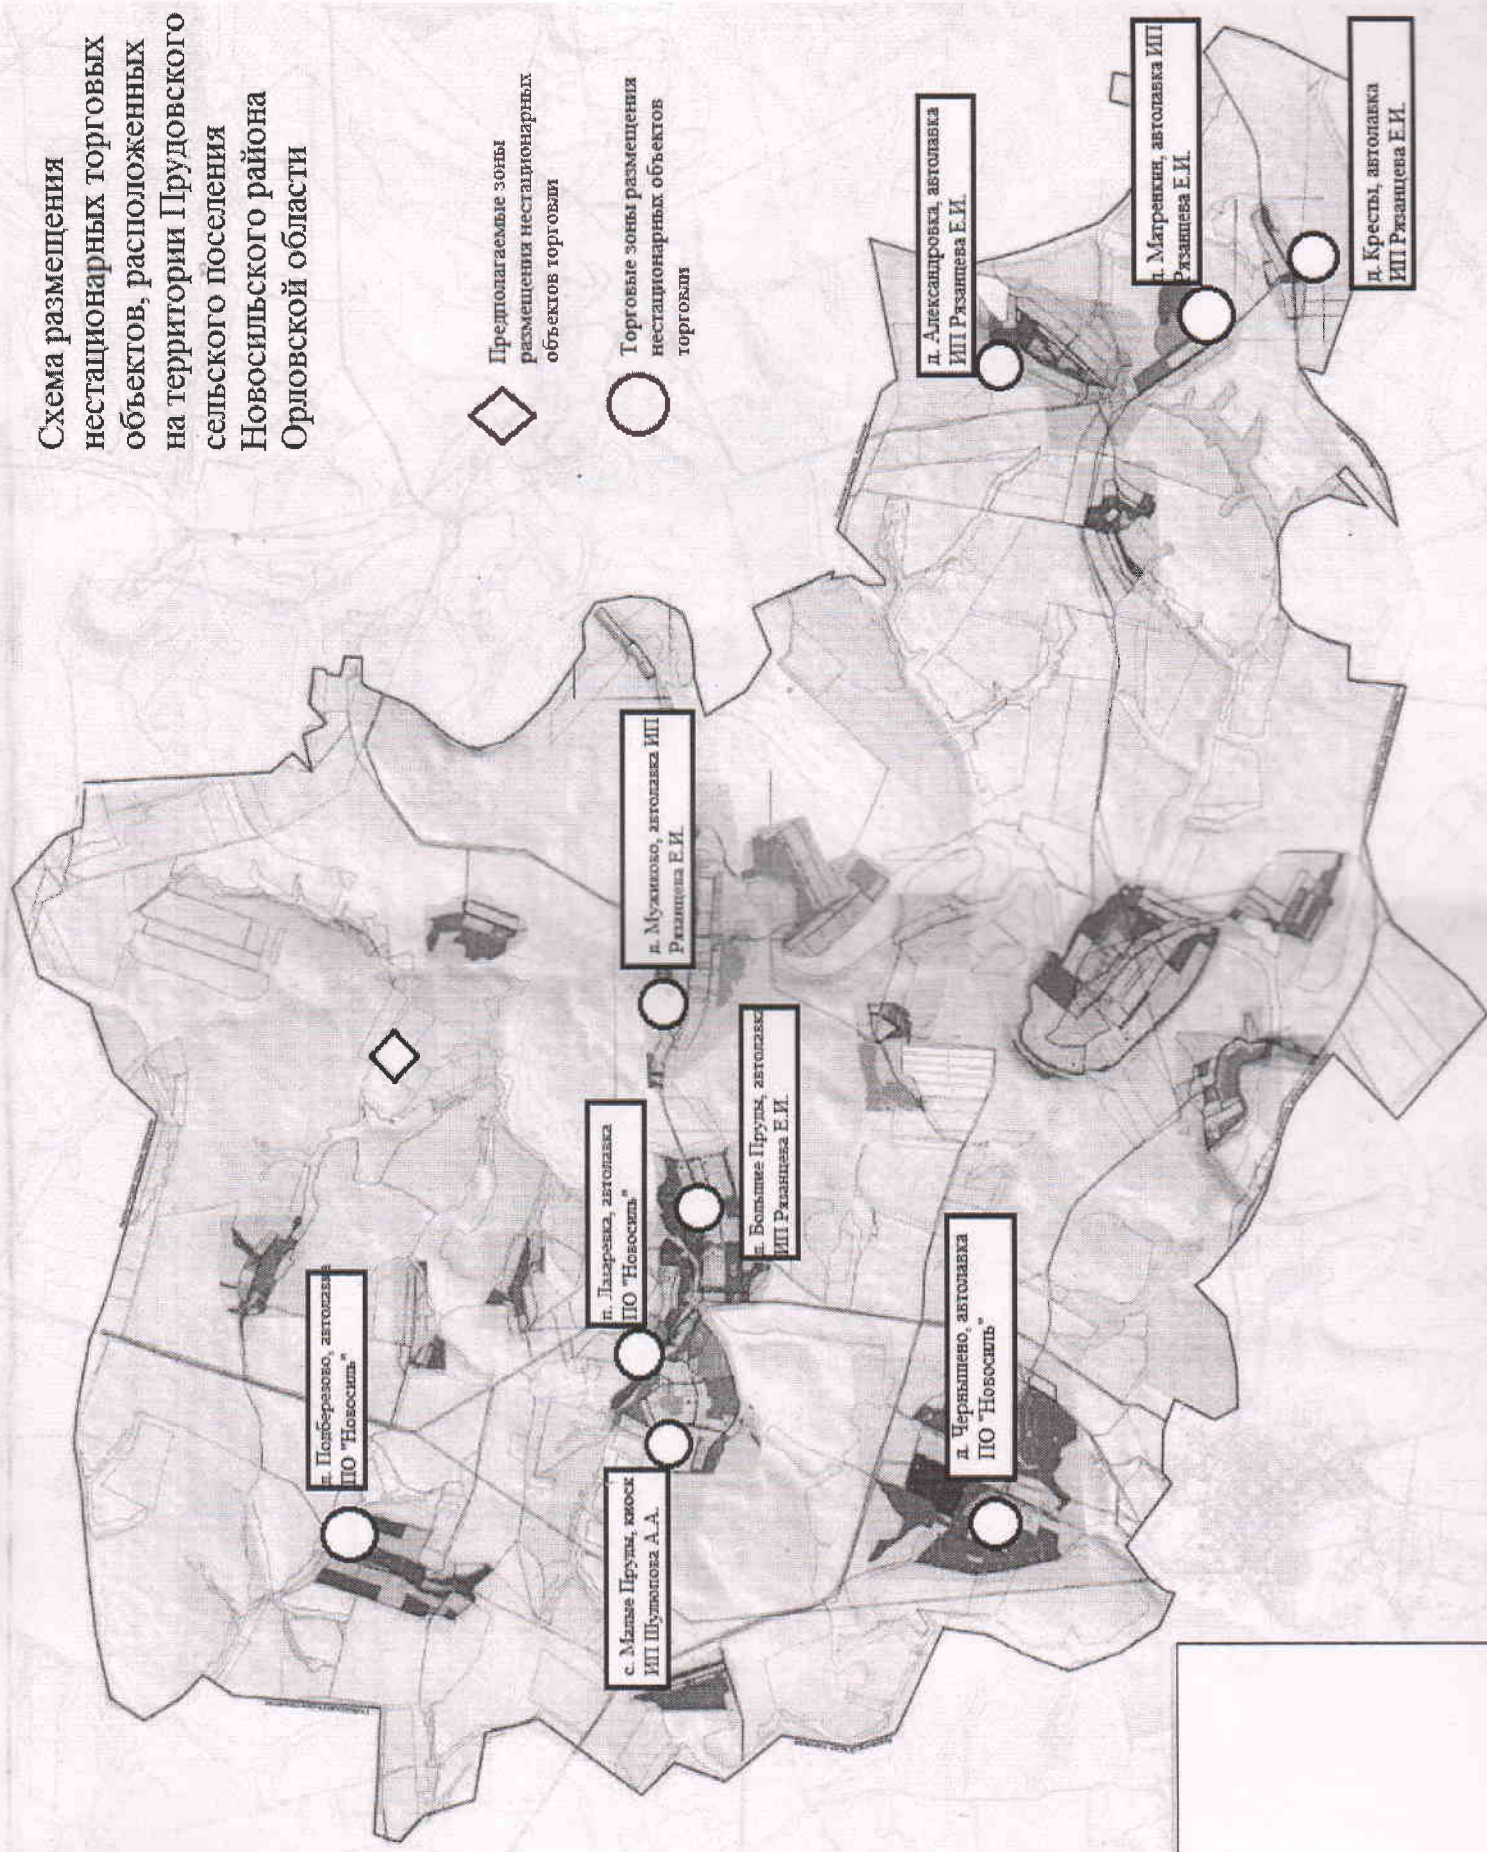 Схема размещения
нестационарных торговых
объектов, расположенных
на территории Прудовского
сельского поселения
Новосильского района
Орловской области
Предполагаемые зоны
размещения нестационарных
объектов торговли
Торговые зоны размещения
нестационарных объектов
торговли
д. Подберезово, автолавка
ПО "Новосиль"
с. Малые Пруды, киоск
ИП Шулюпова А.А.
п. Лазаревка, автолавка
ПО "Новосиль"
д. Мужиково, автолавка ИП
Рязанцева Е.И.
д. Большие Пруды, автолавка
ИП Рязанцева Е.И.
д. Чернышено, автолавка
ПО "Новосиль"
д. Александровка, автолавка
ИП Рязанцева Е.И.
д. Матренкин, автолавка ИП
Рязанцева Е.И.
д. Кресты, автолавка
ИП Рязанцева Е.И.